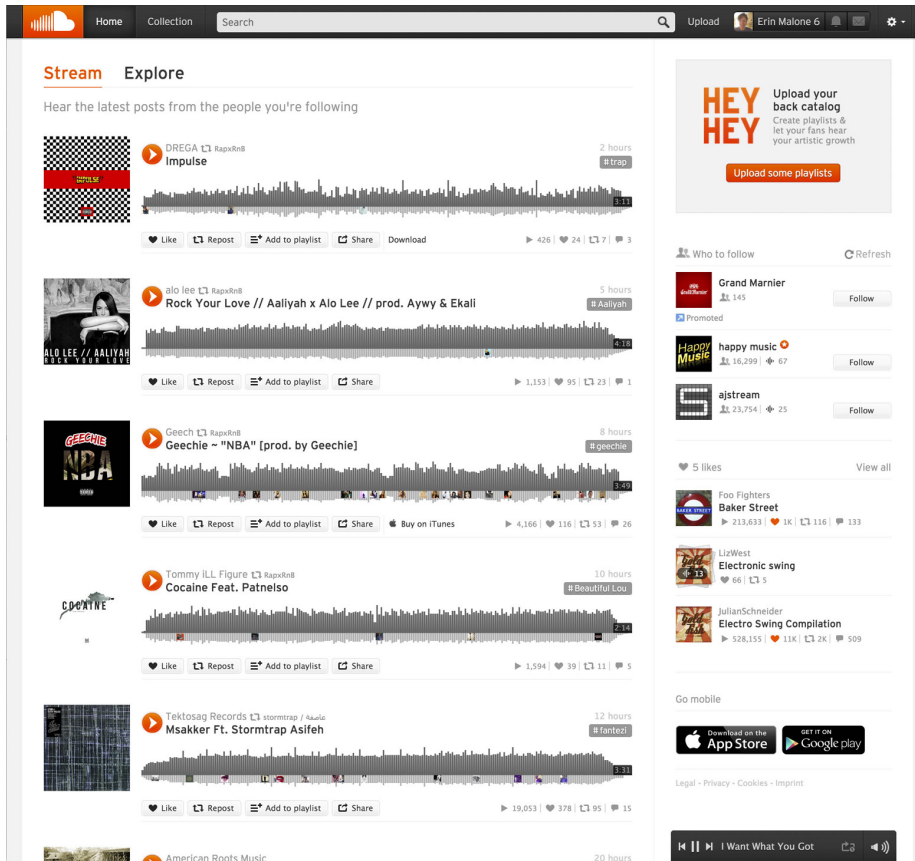 Home
Collection
Search
Upload
Erin Malone 6
Stream
Explore
Hear the latest posts from the people you're following
IMPULSE
DREGA RapxRnB
2 hours
Impulse
#trap
3:11
Like
Repost
Add to playlist
Share
Download
426
24
7
3
ALO LEE // AALIYAH
ROCK YOUR LOVE
alo lee RapxRnB
5 hours
Rock Your Love // Aaliyah x Alo Lee // prod. Aywy & Ekali
#Aaliyah
4:18
Like
Repost
Add to playlist
Share
1,153
95
23
1
GEECHIE
NBA
Geech RapxRnB
8 hours
Geechie ~ "NBA" [prod. by Geechie]
#geechie
3:49
Like
Repost
Add to playlist
Share
Buy on iTunes
4,166
116
53
26
COCAINE
Tommy iLL Figure RapxRnB
10 hours
Cocaine Feat. Patnelso
#Beautiful Lou
2:14
Like
Repost
Add to playlist
Share
1,594
39
11
5
Tektosag Records stormtrap / عاصفة
12 hours
Msakker Ft. Stormtrap Asifeh
#fantezi
3:31
Like
Repost
Add to playlist
Share
19,053
378
95
15
American Roots Music
20 hours
HEY
HEY
Upload your
back catalog
Create playlists &
let your fans hear
your artistic growth
Upload some playlists
Who to follow
Refresh
Grand Marnier
145
Follow
Promoted
Happy
Music
happy music
16,299
67
Follow
ajstream
23,754
25
Follow
5 likes
View all
BAKER STREET
Foo Fighters
Baker Street
213,633
1K
116
133
13
LizWest
Electronic swing
66
5
JulianSchneider
Electro Swing Compilation
528,155
11K
2K
509
Go mobile
Download on the
App Store
GET IT ON
Google play
Legal - Privacy - Cookies - Imprint
I Want What You Got